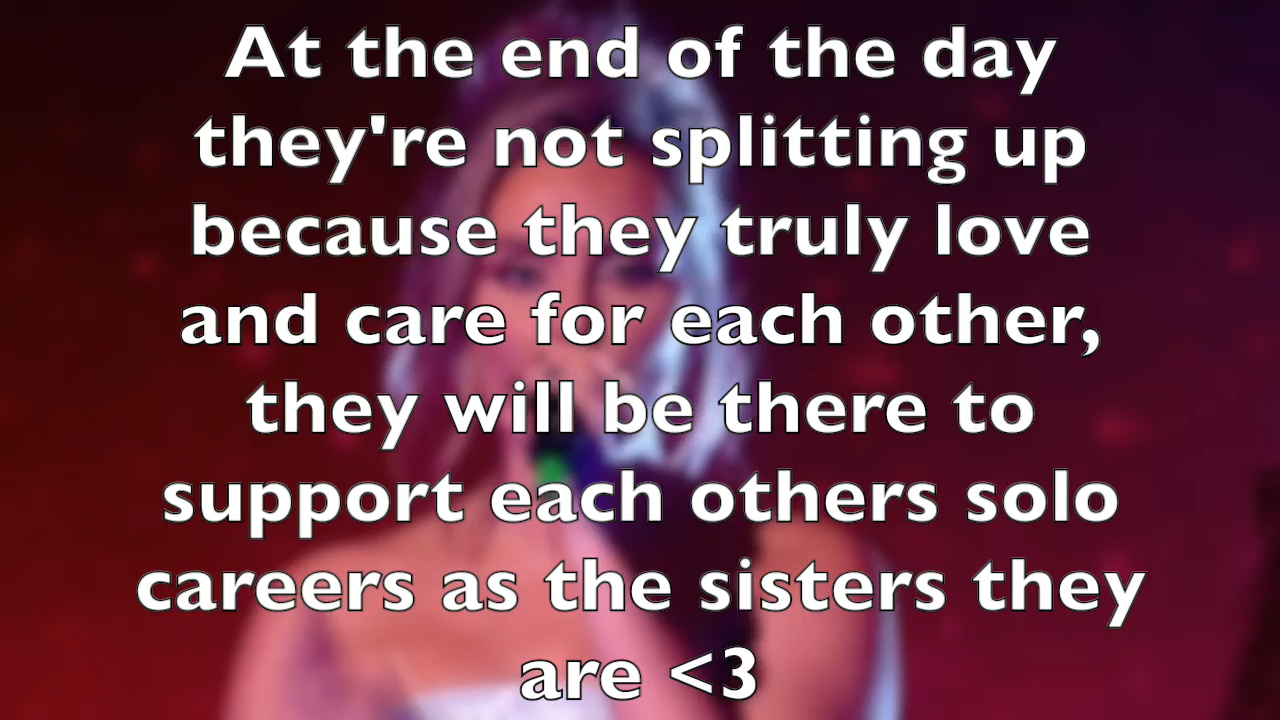 At the end of the day
they're not splitting up
because they truly love
and care for each other,
they will be there to
support each others solo
careers as the sisters they
are <3